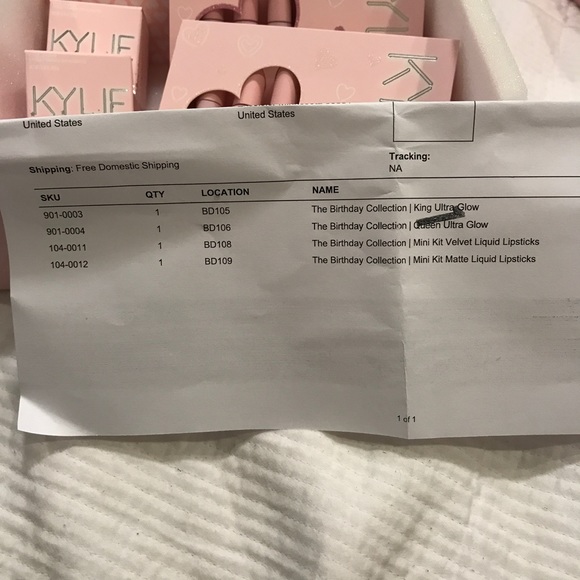 KYLIE
KYLIE
KY
United States
United States
Shipping: Free Domestic Shipping
Tracking:
NA
SKU QTY LOCATION NAME
901-0003 1 BD105 The Birthday Collection | King Ultra Glow
901-0004 1 BD106 The Birthday Collection | Queen Ultra Glow
104-0011 1 BD108 The Birthday Collection | Mini Kit Velvet Liquid Lipsticks
104-0012 1 BD109 The Birthday Collection | Mini Kit Matte Liquid Lipsticks
1 of 1